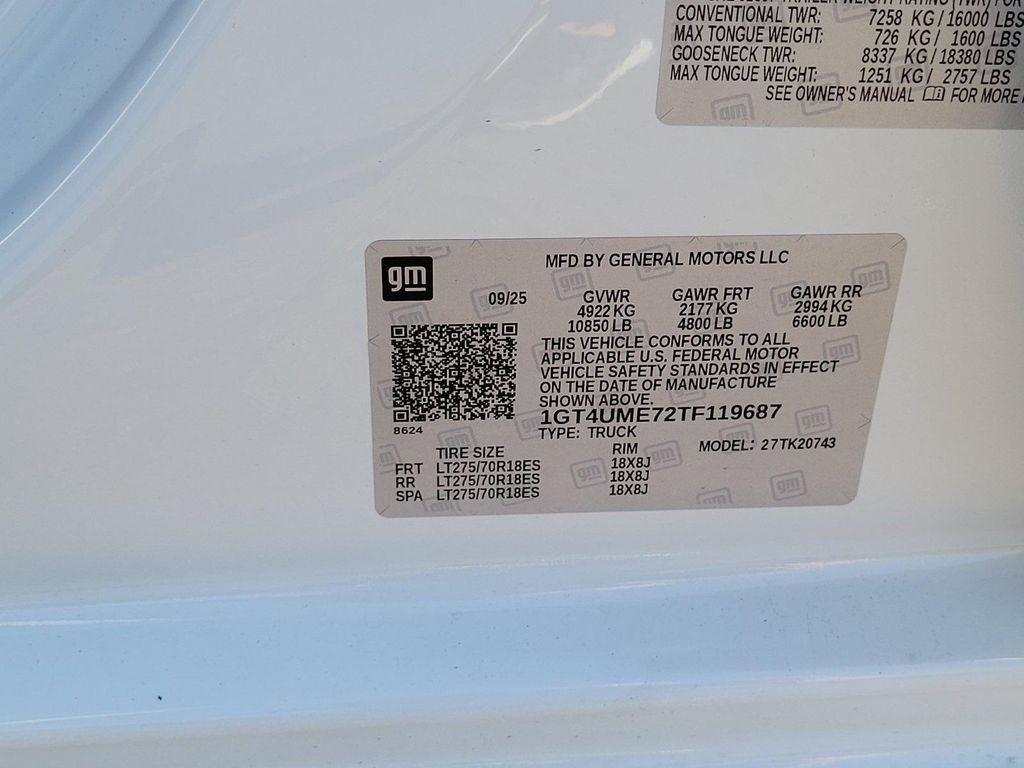 TRAILER WEIGHT RATING (TWR) FOR
CONVENTIONAL TWR: 7258 KG/16000 LBS
MAX TONGUE WEIGHT: 726 KG/ 1600 LBS
GOOSENECK TWR: 8337 KG/18380 LBS
MAX TONGUE WEIGHT: 1251 KG/ 2757 LBS
SEE OWNER'S MANUAL FOR MORE
gm
MFD BY GENERAL MOTORS LLC
09/25
GVWR GAWR FRT GAWR RR
4922 KG 2177 KG 2994 KG
10850 LB 4800 LB 6600 LB
THIS VEHICLE CONFORMS TO ALL
APPLICABLE U.S. FEDERAL MOTOR
VEHICLE SAFETY STANDARDS IN EFFECT
ON THE DATE OF MANUFACTURE
SHOWN ABOVE.
1GT4UME72TF119687
8624
TYPE: TRUCK
MODEL: 27TK20743
TIRE SIZE RIM
FRT LT275/70R18ES 18X8J
RR LT275/70R18ES 18X8J
SPA LT275/70R18ES 18X8J